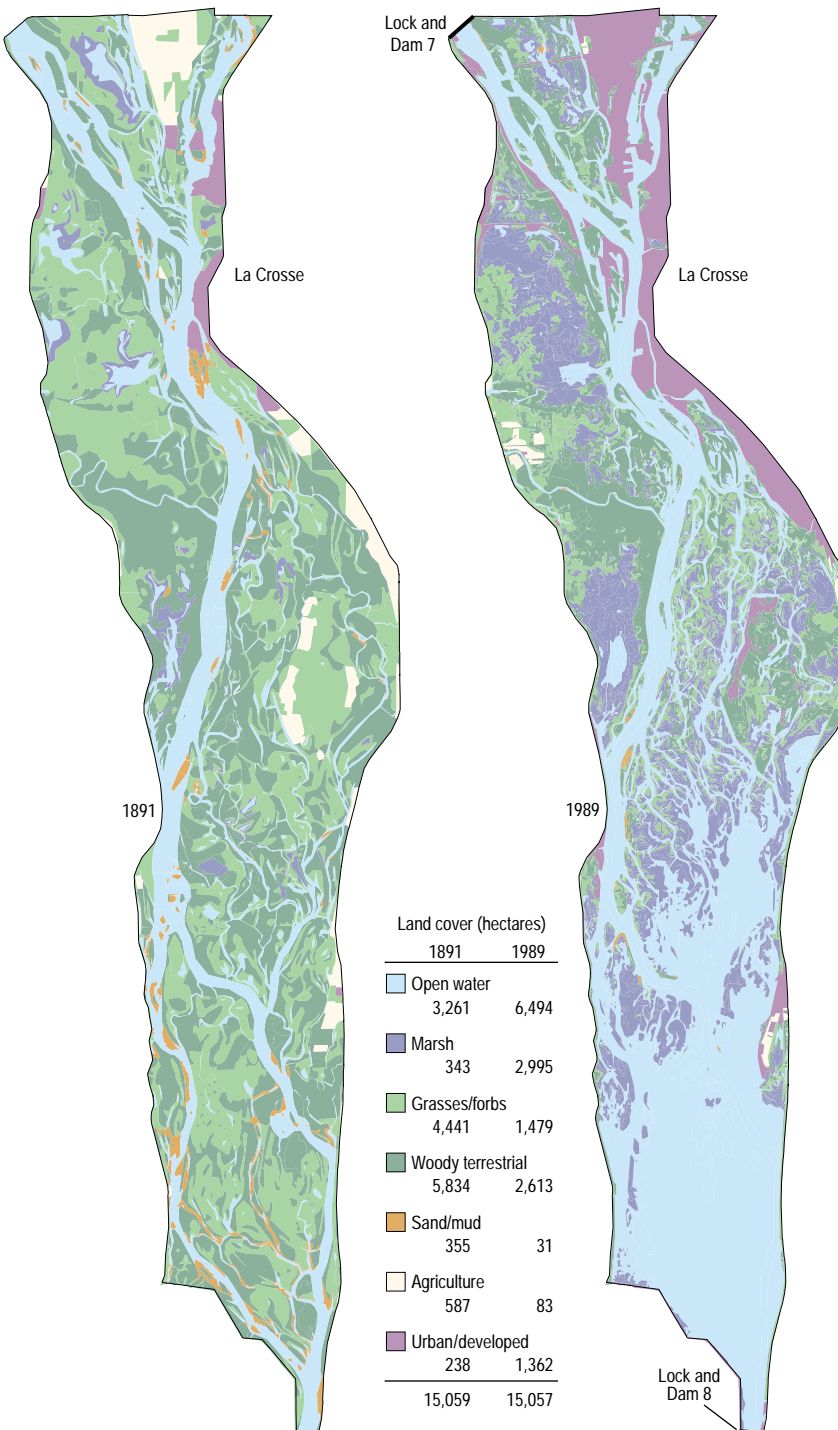 Lock and
Dam 7
La Crosse
La Crosse
1891
1989
Land cover (hectares)
1891 1989
Open water
3,261 6,494
Marsh
343 2,995
Grasses/forbs
4,441 1,479
Woody terrestrial
5,834 2,613
Sand/mud
355 31
Agriculture
587 83
Urban/developed
238 1,362
15,059 15,057
Lock and
Dam 8